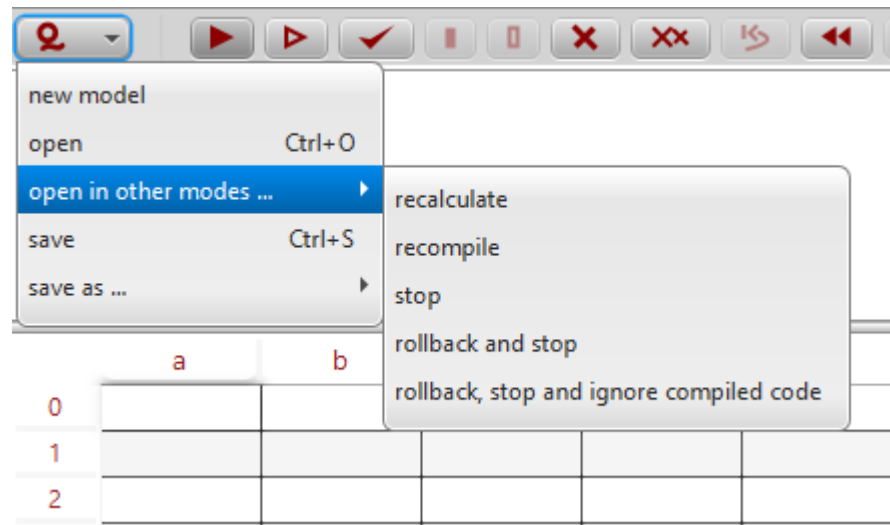 new model
open Ctrl+O
open in other modes ...
save Ctrl+S
save as ...
recalculate
recompile
stop
rollback and stop
rollback, stop and ignore compiled code
a b
0
1
2